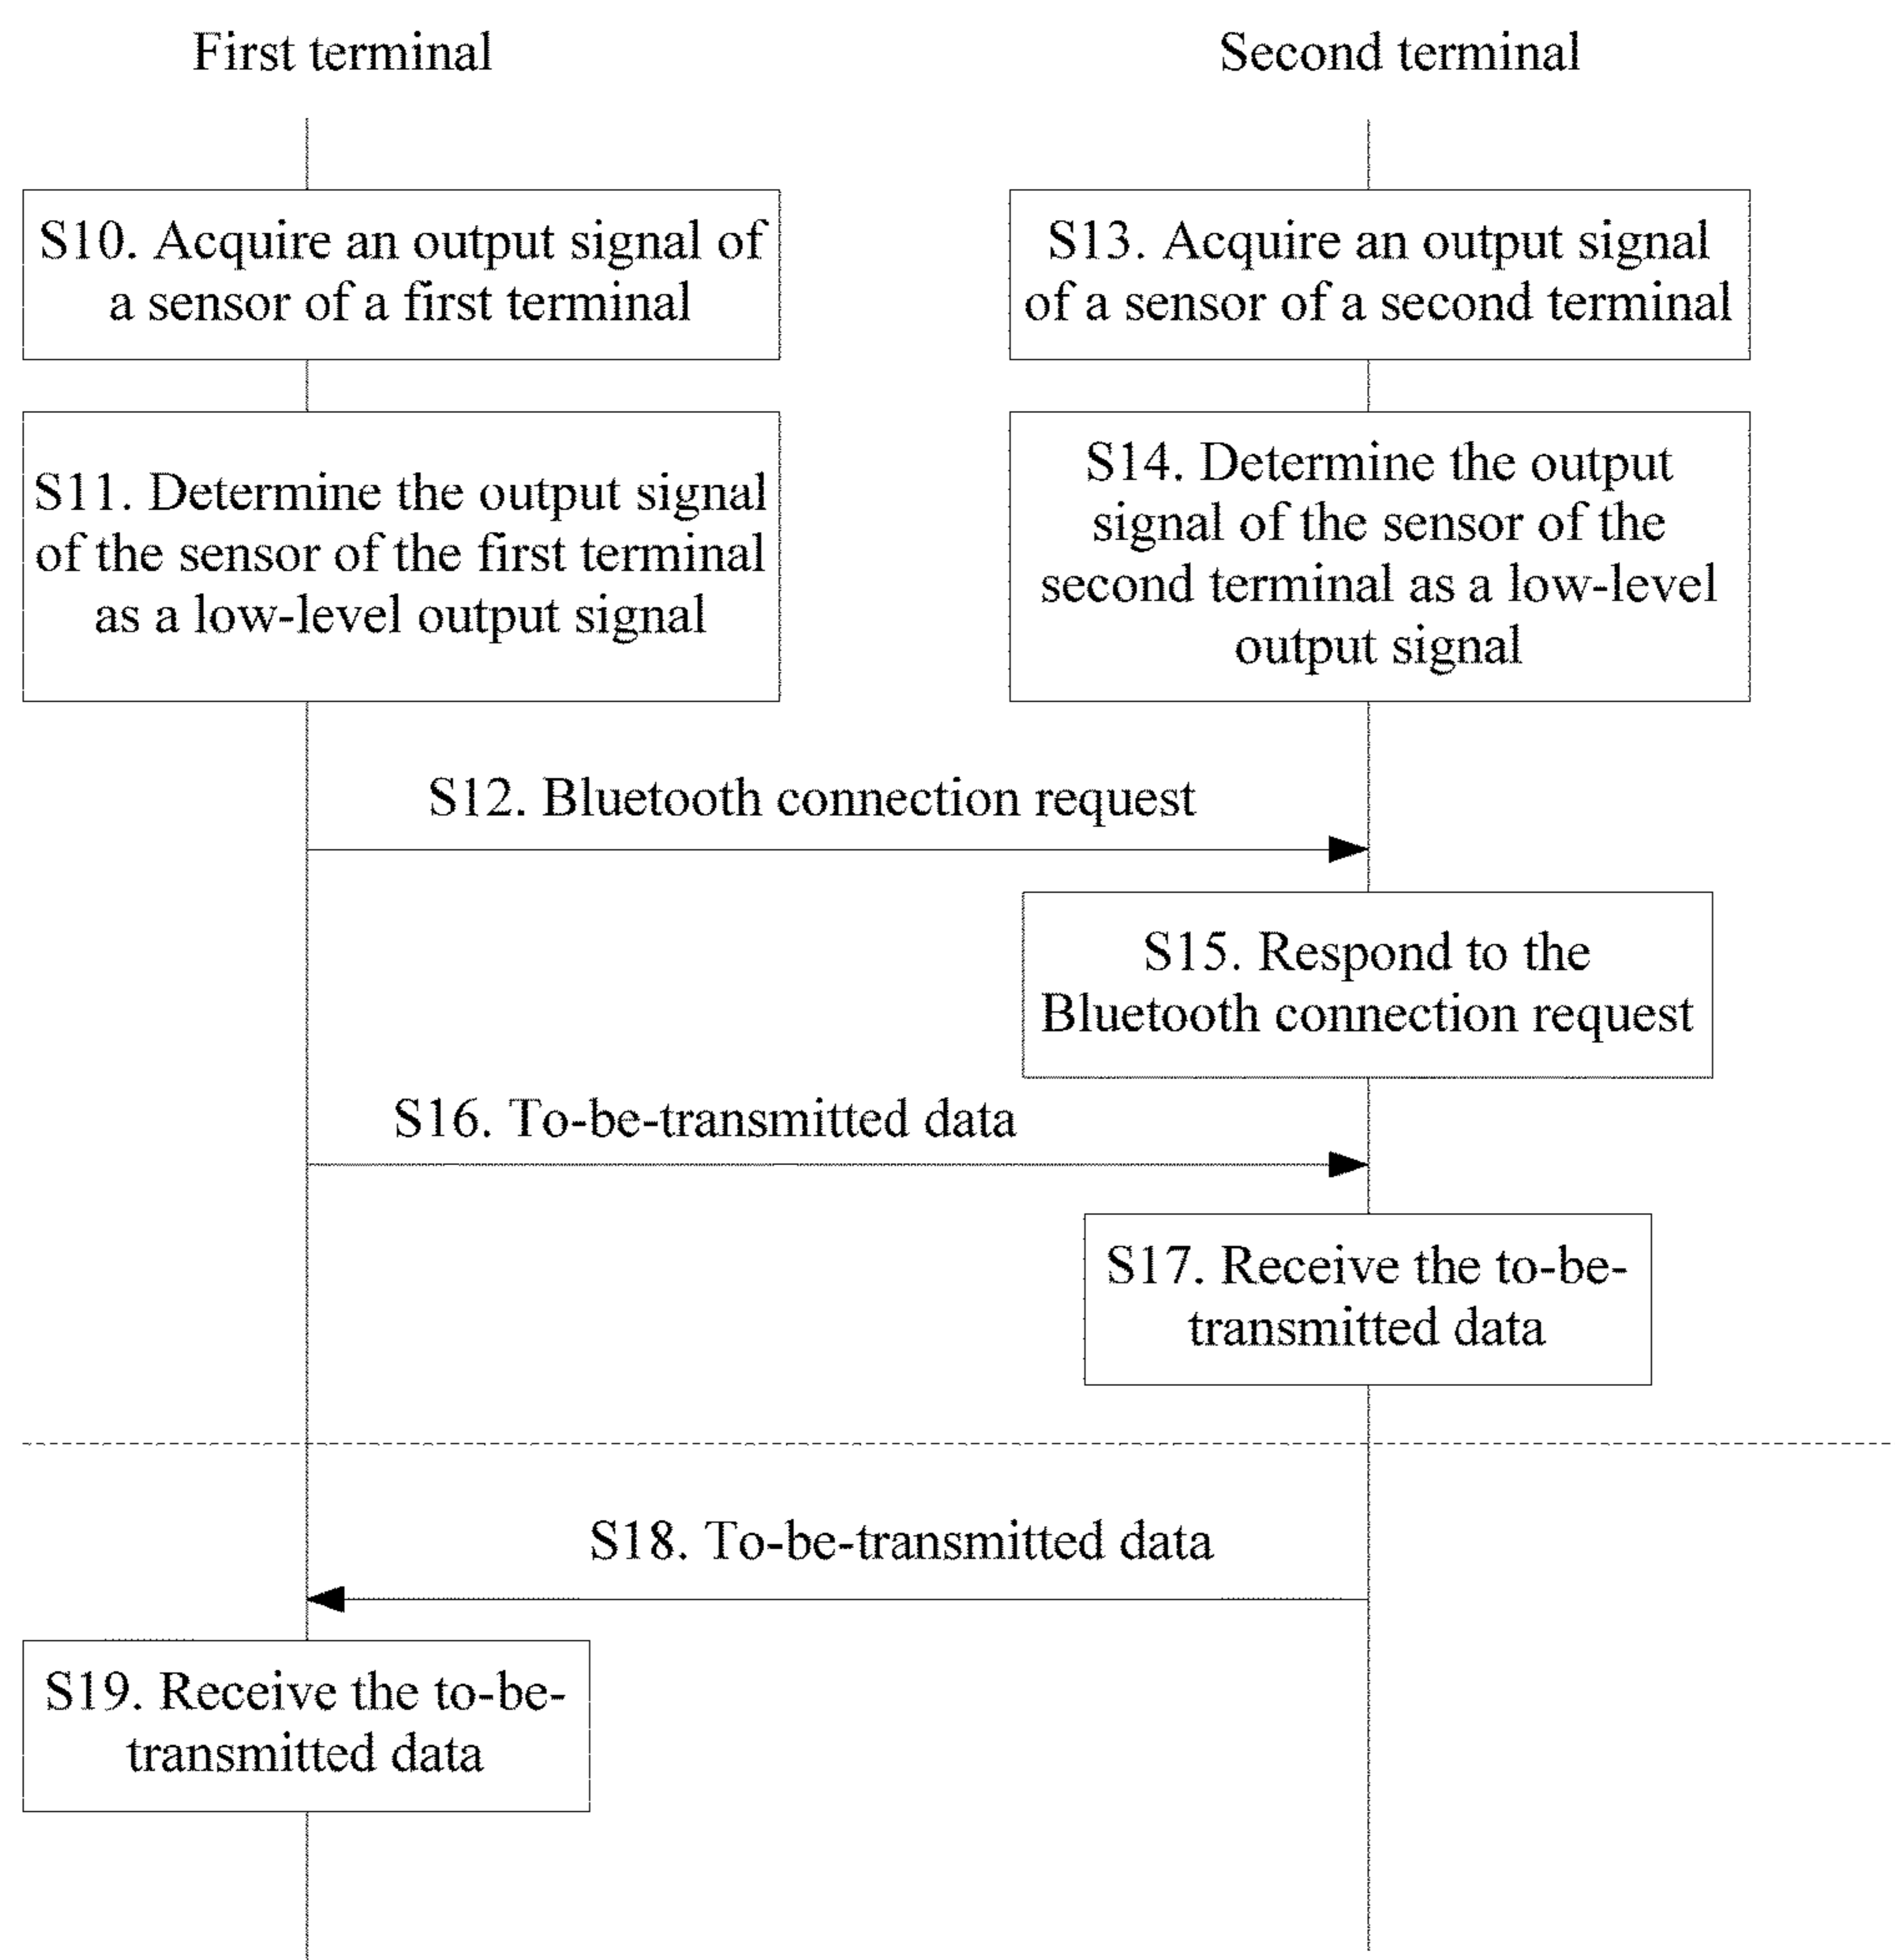 First terminal
Second terminal
S10. Acquire an output signal of
a sensor of a first terminal
S13. Acquire an output signal
of a sensor of a second terminal
S11. Determine the output signal
of the sensor of the first terminal
as a low-level output signal
S14. Determine the output
signal of the sensor of the
second terminal as a low-level
output signal
S12. Bluetooth connection request
S15. Respond to the
Bluetooth connection request
S16. To-be-transmitted data
S17. Receive the to-be-
transmitted data
S18. To-be-transmitted data
S19. Receive the to-be-
transmitted data